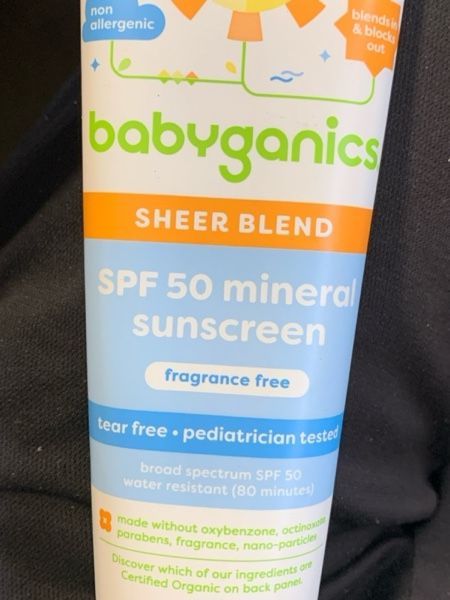 non
allergenic
blends in
& blocks
out
babyganics
SHEER BLEND
SPF 50 mineral
sunscreen
fragrance free
tear free • pediatrician tested
broad spectrum SPF 50
water resistant (80 minutes)
made without oxybenzone, octinoxate
parabens, fragrance, nano-particles
Discover which of our ingredients are
Certified Organic on back panel.